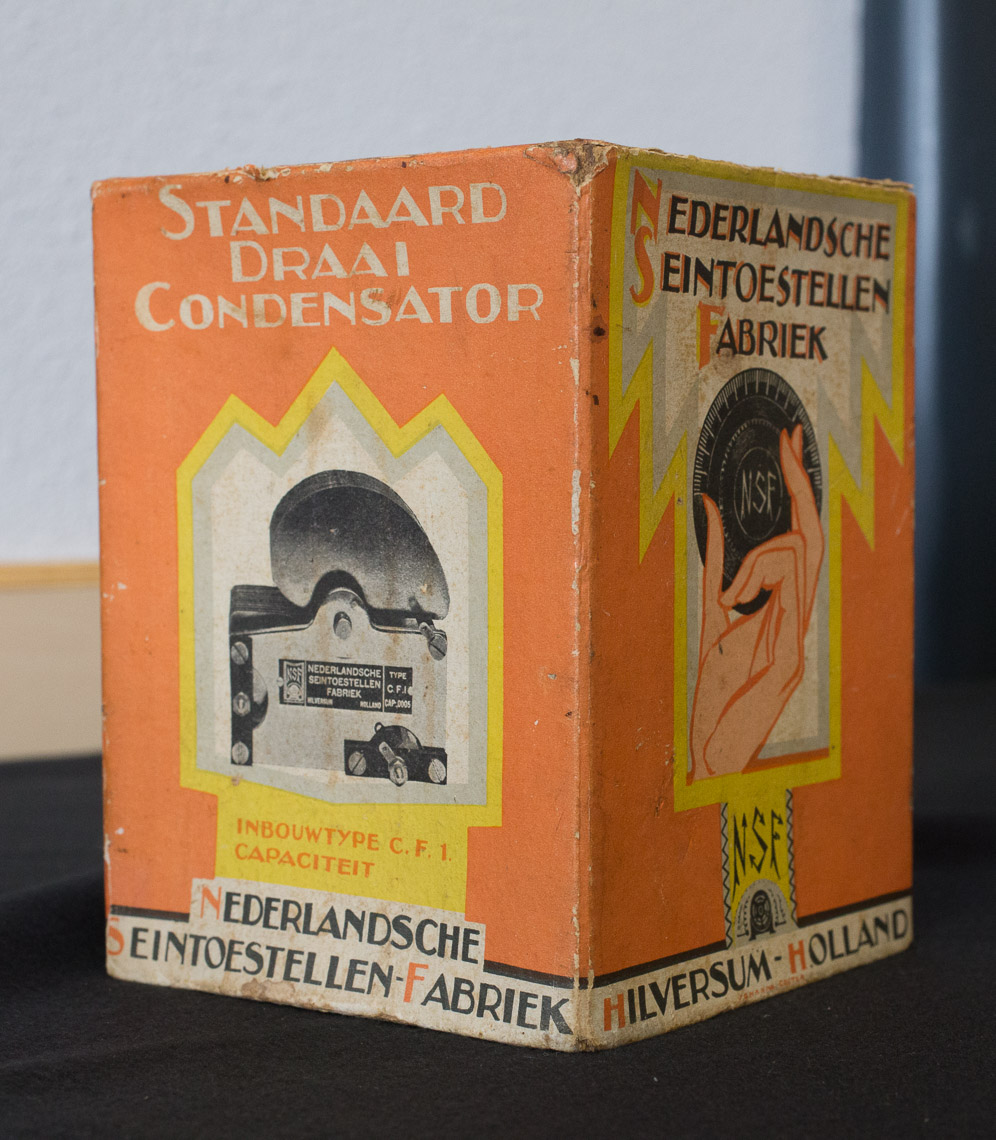 STANDAARD
DRAAI
CONDENSATOR
NSF
NEDERLANDSCHE
SEINTOESTELLEN
FABRIEK
HILVERSUM HOLLAND
TYPE
C.F.1
CAP:.0005
INBOUWTYPE C.F.1.
CAPACITEIT
NEDERLANDSCHE
SEINTOESTELLEN-FABRIEK
NEDERLANDSCHE
SEINTOESTELLEN
FABRIEK
NSF
NSF
HILVERSUM-HOLLAND